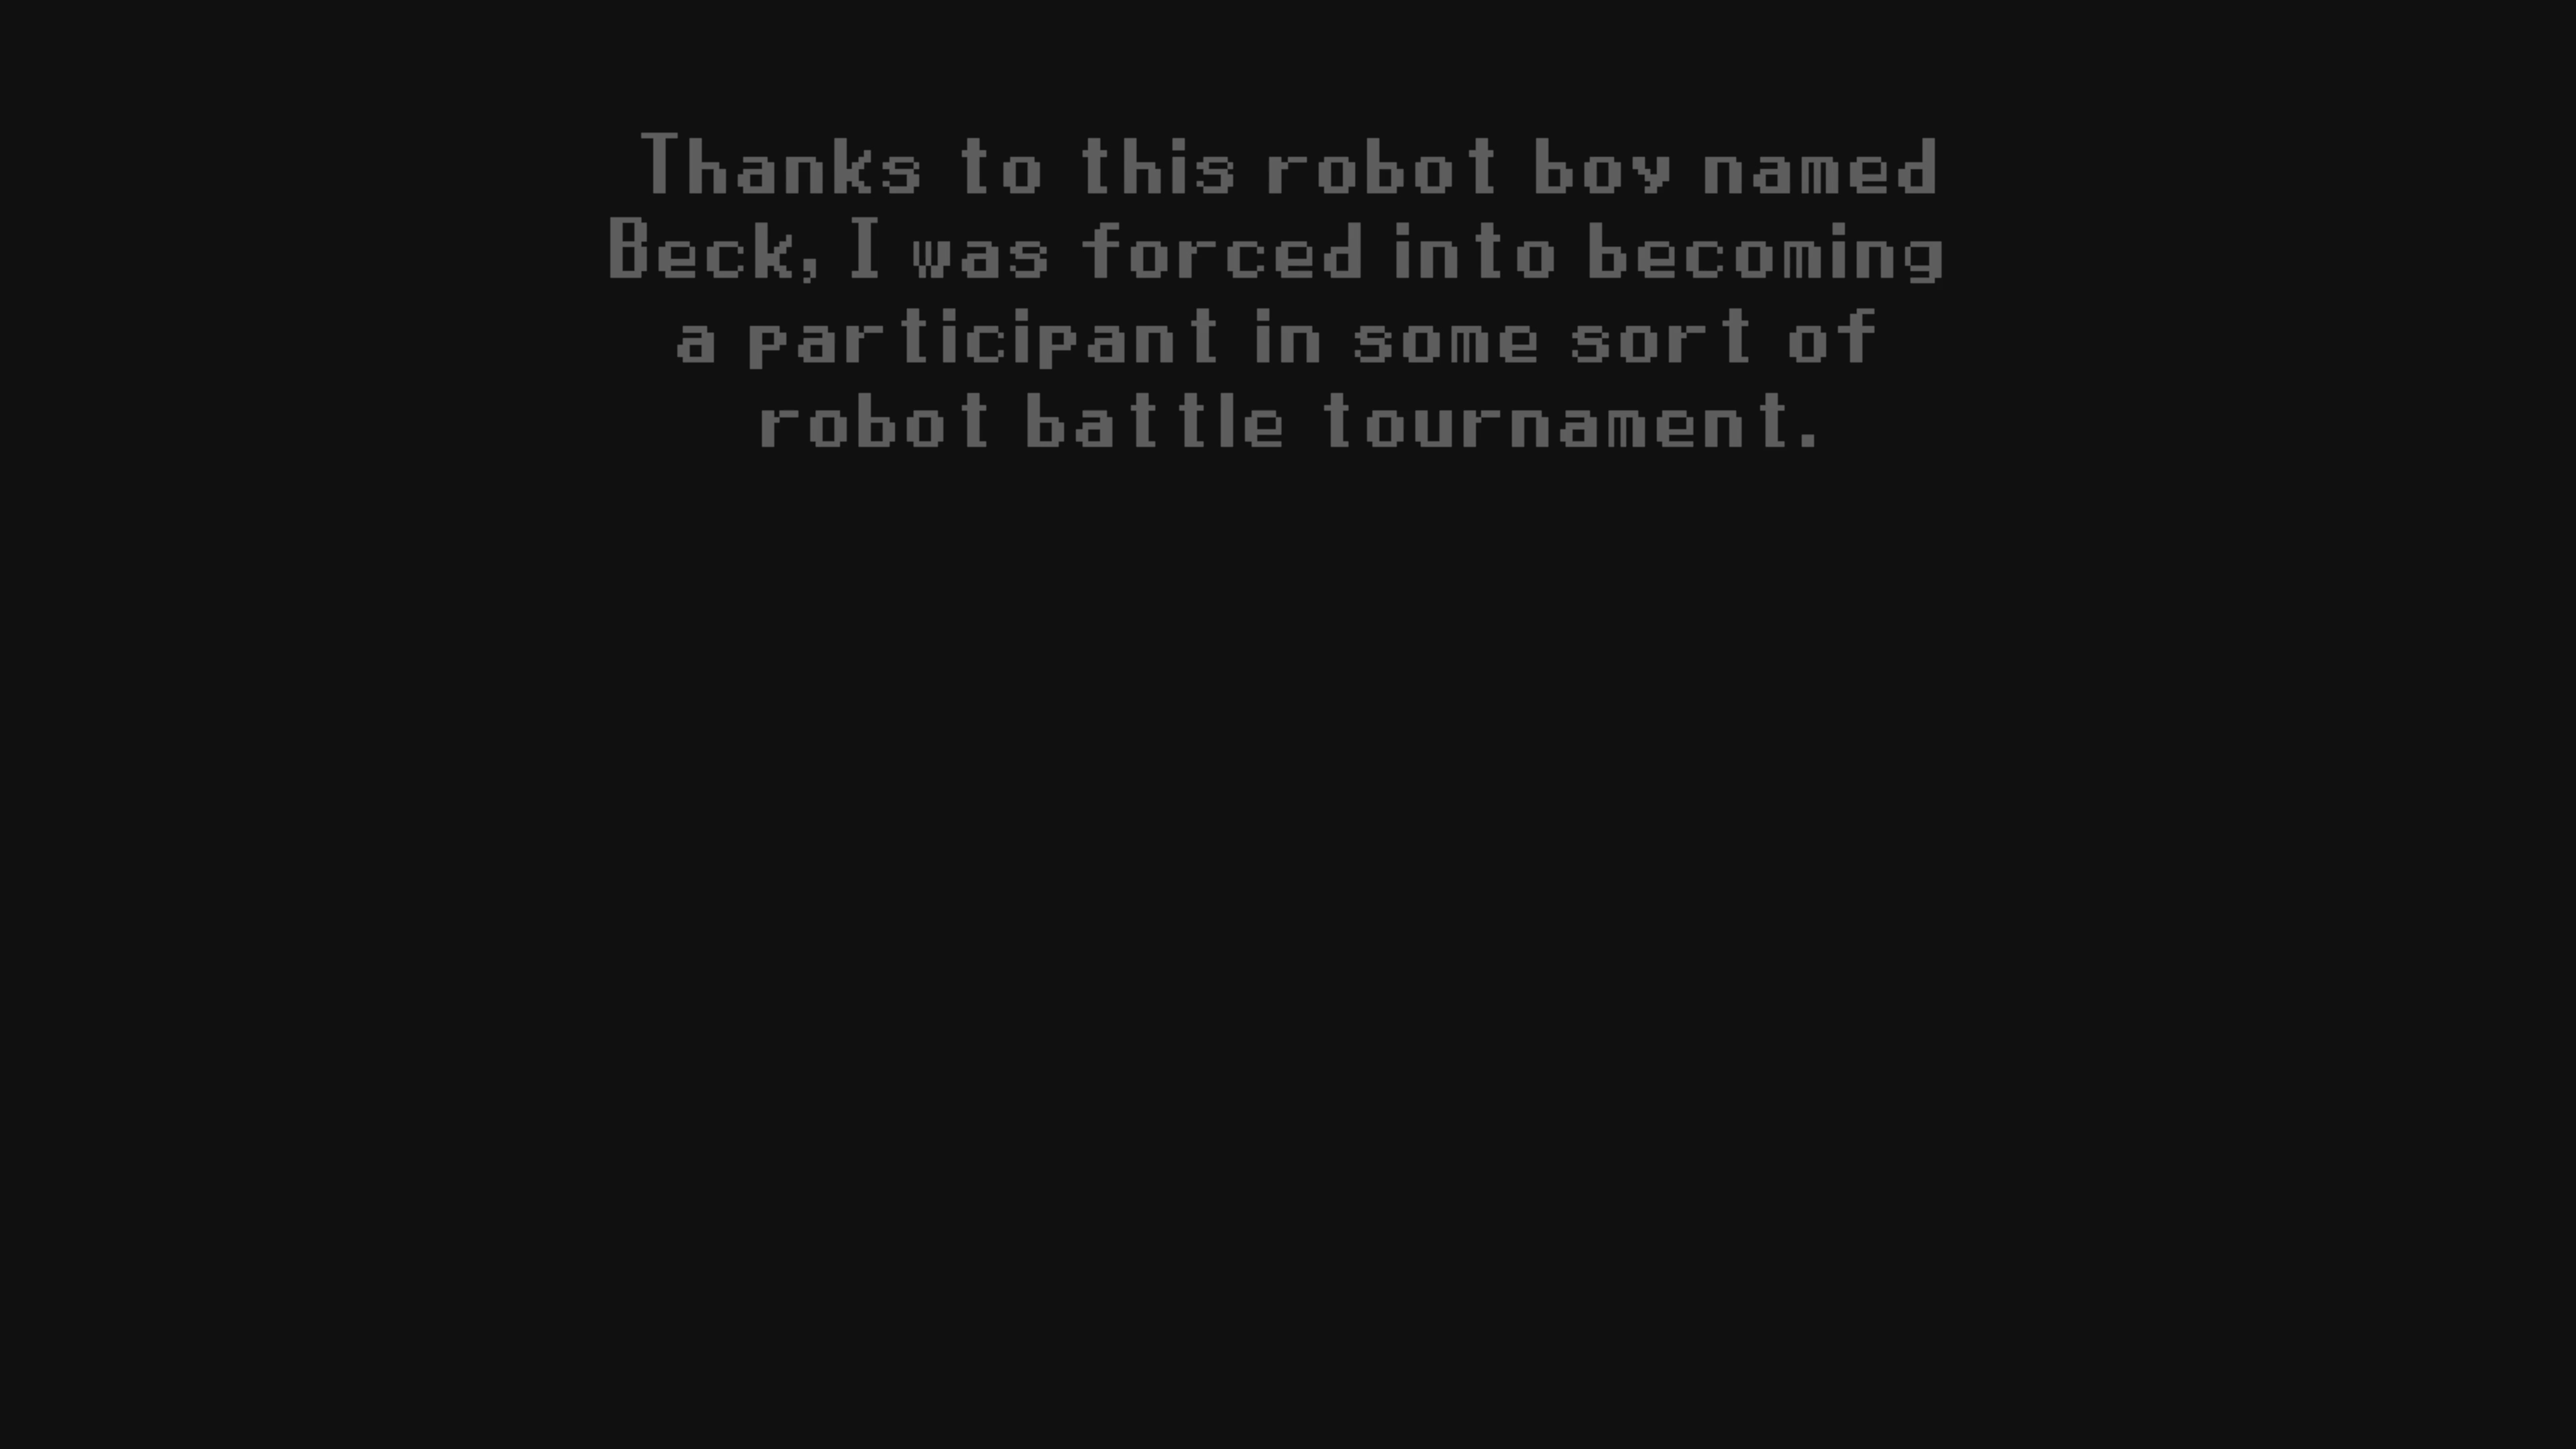 Thanks to this robot boy named
Beck, I was forced into becoming
a participant in some sort of
robot battle tournament.